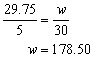 29.75/5 = w/30
w = 178.50